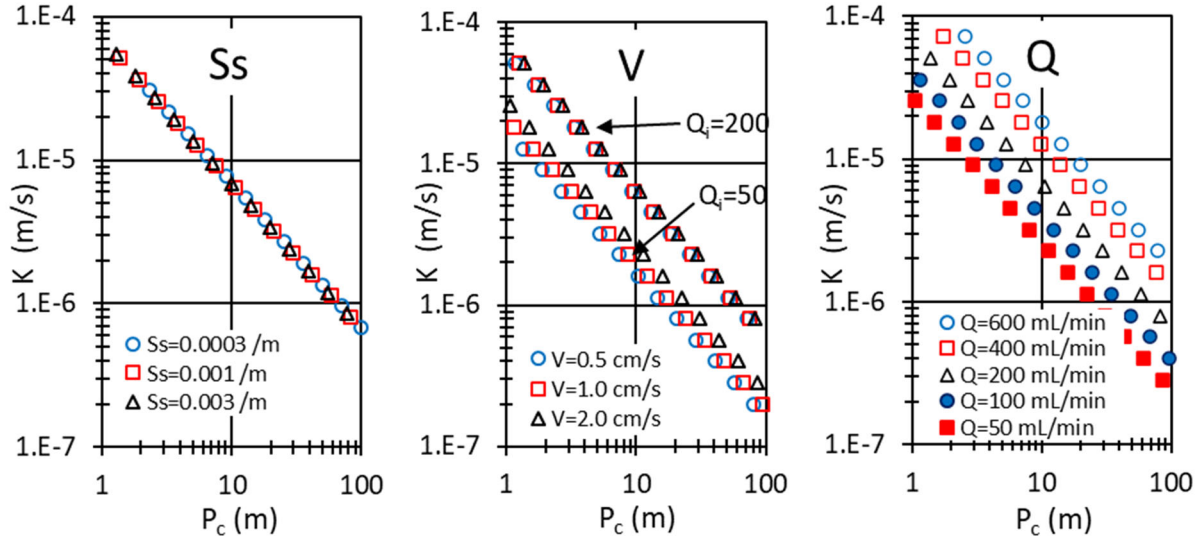 Ss
1.E-4
1.E-5
1.E-6
1.E-7
K (m/s)
Ss=0.0003 /m
Ss=0.001 /m
Ss=0.003 /m
1 10 100
Pc (m)
V
1.E-4
1.E-5
1.E-6
1.E-7
K (m/s)
Qi=200
Qi=50
V=0.5 cm/s
V=1.0 cm/s
V=2.0 cm/s
1 10 100
Pc (m)
Q
1.E-4
1.E-5
1.E-6
1.E-7
K (m/s)
Q=600 mL/min
Q=400 mL/min
Q=200 mL/min
Q=100 mL/min
Q=50 mL/min
1 10 100
Pc (m)